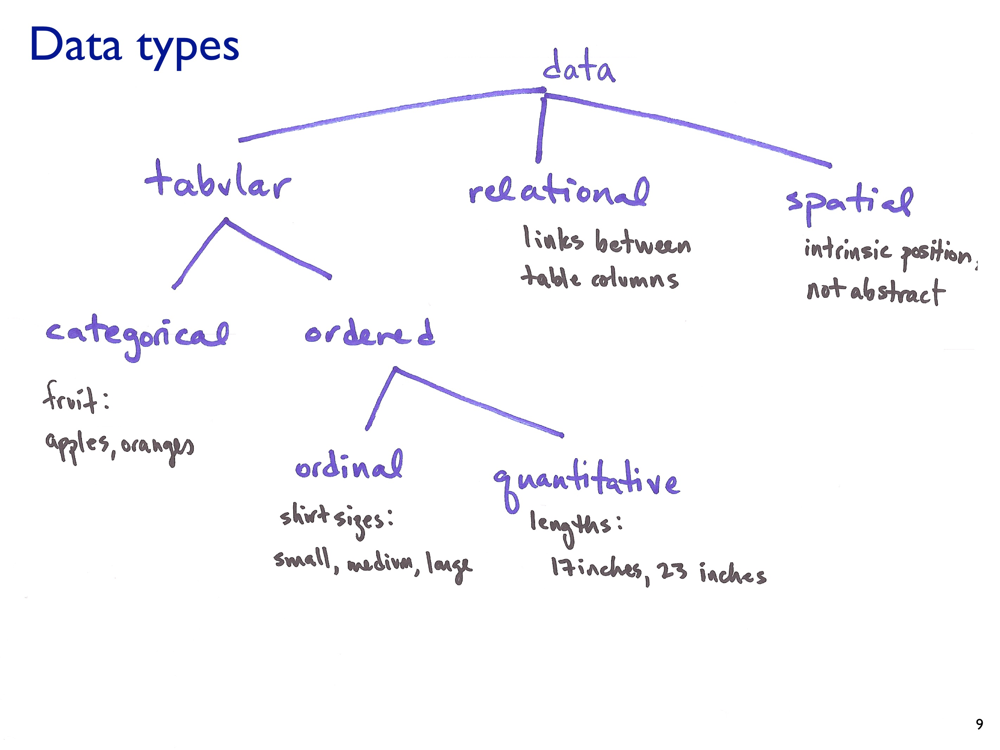 Data types
data
tabular
relational
spatial
links between
table columns
intrinsic position,
not abstract
categorical
ordered
fruit:
apples, oranges
ordinal
quantitative
shirt sizes:
small, medium, large
lengths:
17 inches, 23 inches
9